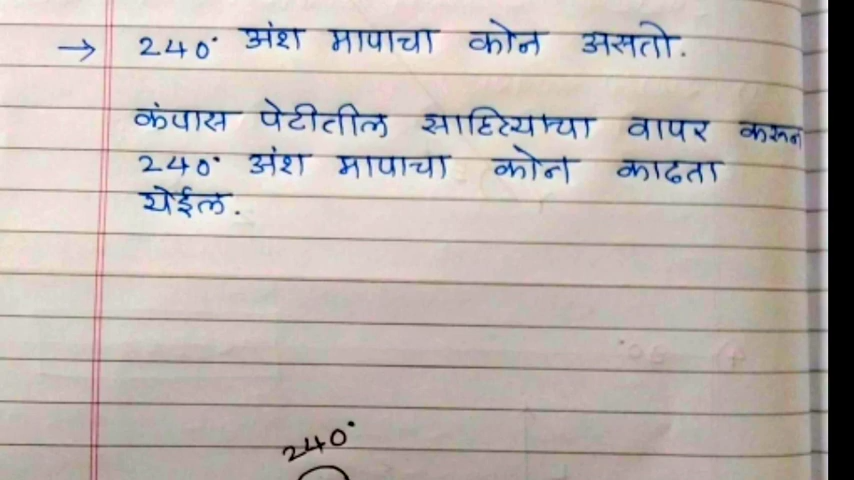 → 240° अंश मापाचा कोन असतो.
कंपास पेटीतील साहित्याचा वापर करून
240° अंश मापाचा कोन काढता
येईल.
240°